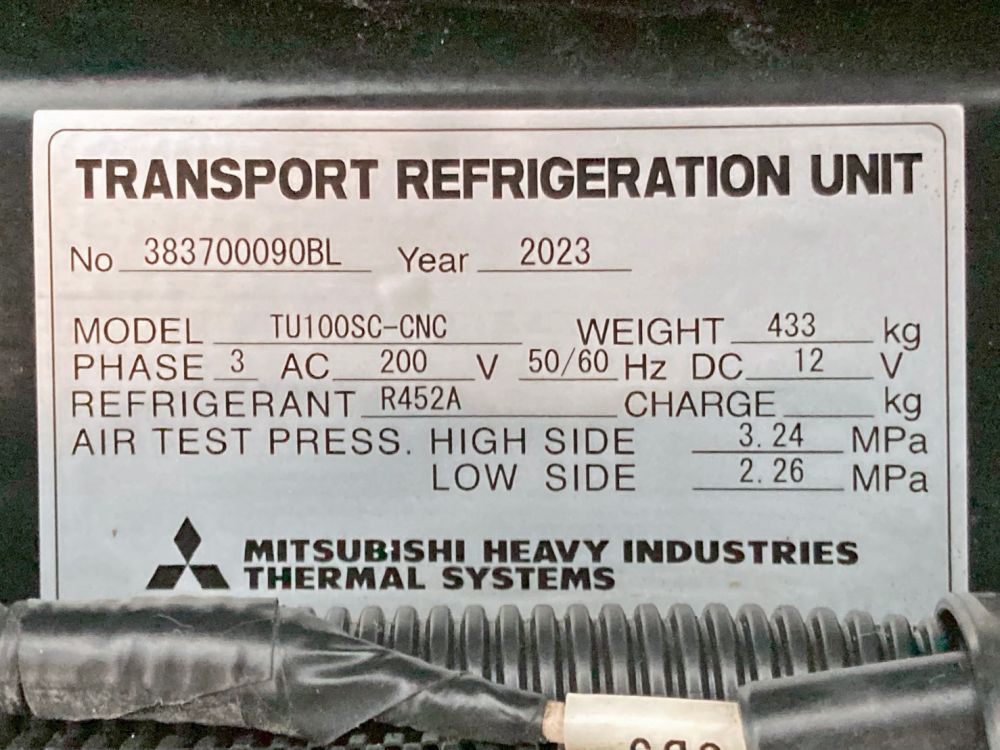 TRANSPORT REFRIGERATION UNIT
No 383700090BL Year 2023
MODEL TU100SC-CNC WEIGHT 433 kg
PHASE 3 AC 200 V 50/60 Hz DC 12 V
REFRIGERANT R452A CHARGE kg
AIR TEST PRESS. HIGH SIDE 3.24 MPa
LOW SIDE 2.26 MPa
MITSUBISHI HEAVY INDUSTRIES
THERMAL SYSTEMS